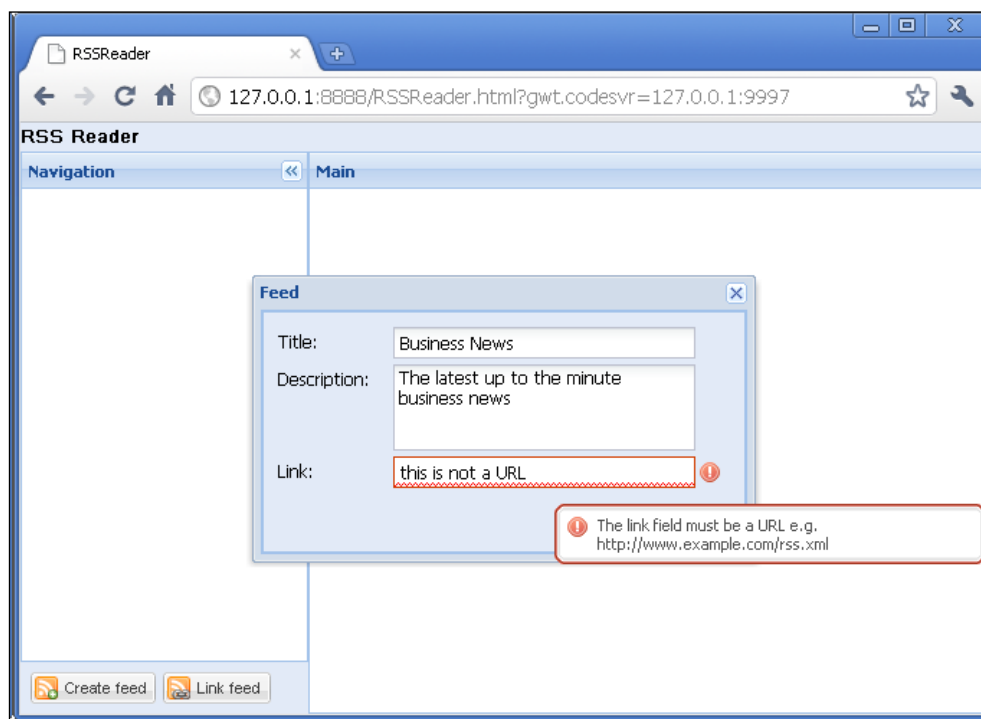 RSSReader
127.0.0.1:8888/RSSReader.html?gwt.codesvr=127.0.0.1:9997
RSS Reader
Navigation
Main
Feed
Title:
Business News
Description:
The latest up to the minute
business news
Link:
this is not a URL
The link field must be a URL e.g.
http://www.example.com/rss.xml
Create feed
Link feed